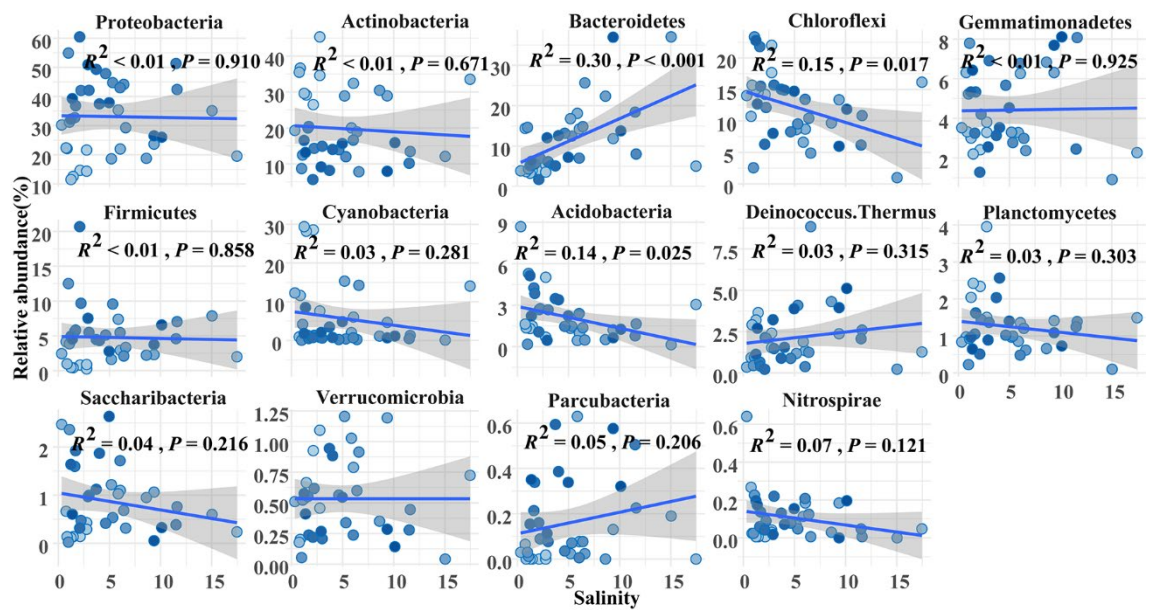 Proteobacteria
Actinobacteria
Bacteroidetes
Chloroflexi
Gemmatimonadetes
60
50
40
30
20
10
R² < 0.01 , P = 0.910
40
30
20
10
0
R² < 0.01 , P = 0.671
30
20
10
0
R² = 0.30 , P < 0.001
20
15
10
5
0
R² = 0.15 , P = 0.017
8
6
4
2
R² < 0.01 , P = 0.925
Relative abundance(%)
Firmicutes
Cyanobacteria
Acidobacteria
Deinococcus.Thermus
Planctomycetes
20
15
10
5
0
R² < 0.01 , P = 0.858
30
20
10
0
R² = 0.03 , P = 0.281
9
6
3
0
R² = 0.14 , P = 0.025
7.5
5.0
2.5
0.0
R² = 0.03 , P = 0.315
4
3
2
1
0
R² = 0.03 , P = 0.303
0 5 10 15
Saccharibacteria
Verrucomicrobia
Parcubacteria
Nitrospirae
2
1
0
R² = 0.04 , P = 0.216
1.25
1.00
0.75
0.50
0.25
0.00
0.6
0.4
0.2
0.0
R² = 0.05 , P = 0.206
0.6
0.4
0.2
0.0
R² = 0.07 , P = 0.121
0 5 10 15
0 5 10 15
0 5 10 15
0 5 10 15
Salinity